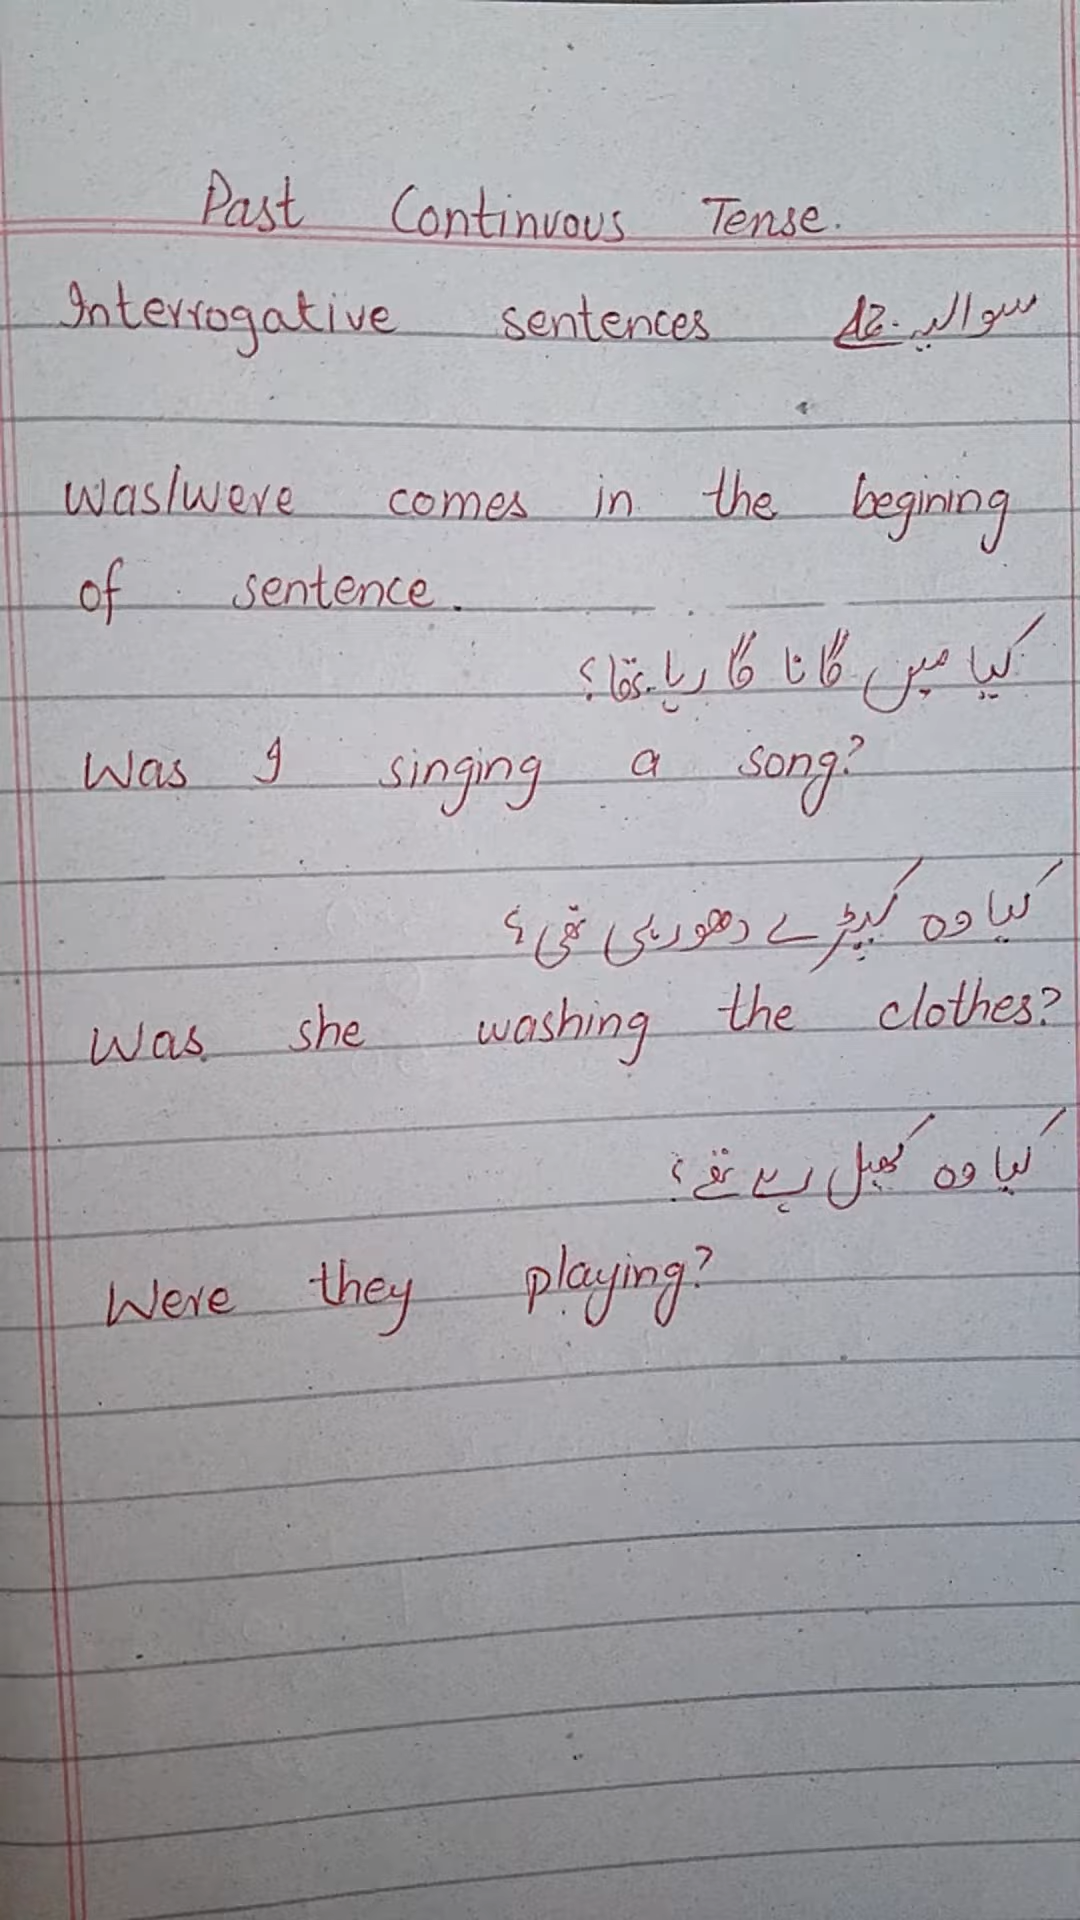 Past Continuous Tense.
Interrogative sentences سوالیہ جملے
was/were comes in the begining
of sentence.
کیا میں گانا گا رہا تھا؟
Was I singing a song?
کیا وہ کپڑے دھو رہی تھی؟
Was she washing the clothes?
کیا وہ کھیل رہے تھے؟
Were they playing?